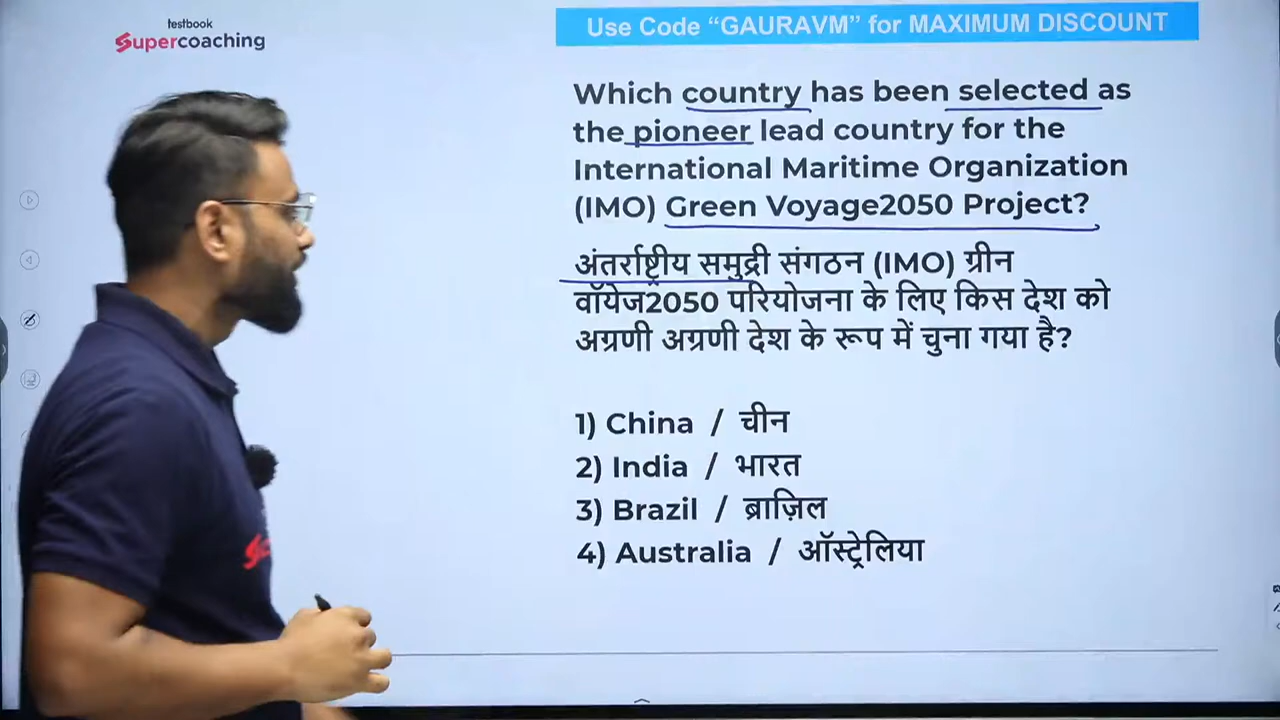 testbook
Supercoaching
Use Code “GAURAVM” for MAXIMUM DISCOUNT
Which country has been selected as
the pioneer lead country for the
International Maritime Organization
(IMO) Green Voyage2050 Project?
अंतर्राष्ट्रीय समुद्री संगठन (IMO) ग्रीन
वॉयेज2050 परियोजना के लिए किस देश को
अग्रणी अग्रणी देश के रूप में चुना गया है?
1) China / चीन
2) India / भारत
3) Brazil / ब्राज़िल
4) Australia / ऑस्ट्रेलिया